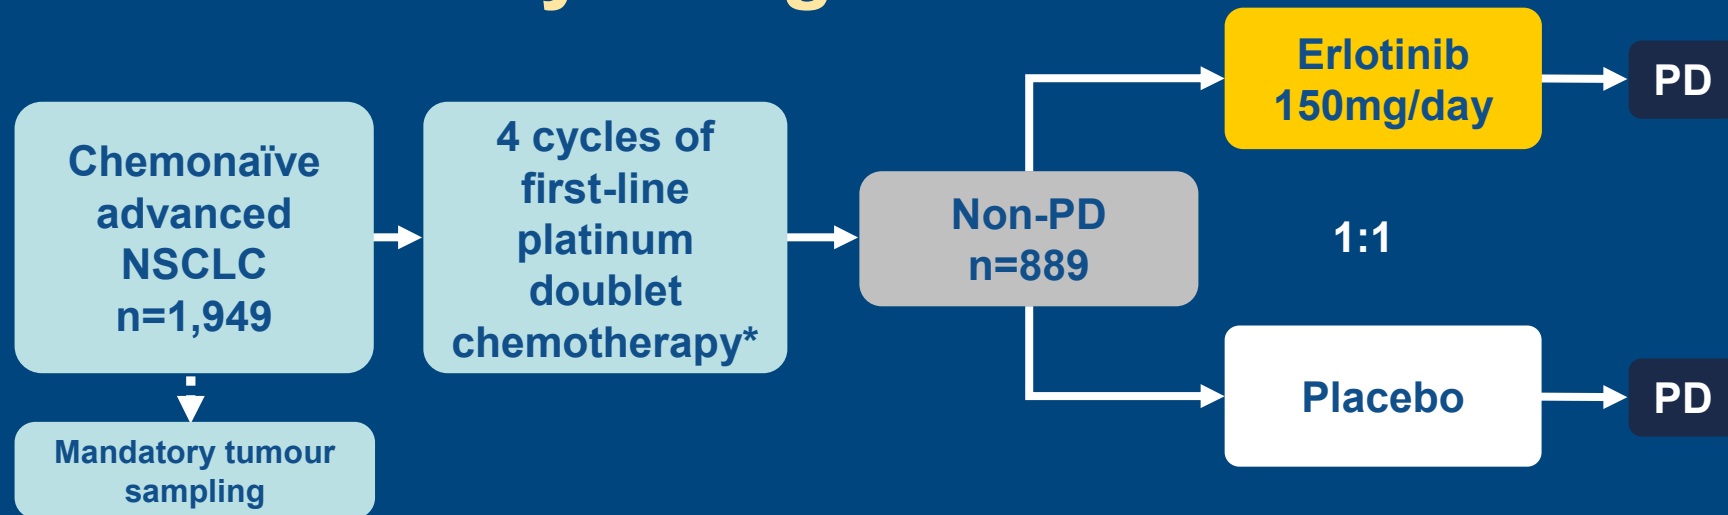 Chemonaïve
advanced
NSCLC
n=1,949
Mandatory tumour
sampling
4 cycles of
first-line
platinum
doublet
chemotherapy*
Non-PD
n=889
Erlotinib
150mg/day
PD
1:1
Placebo
PD